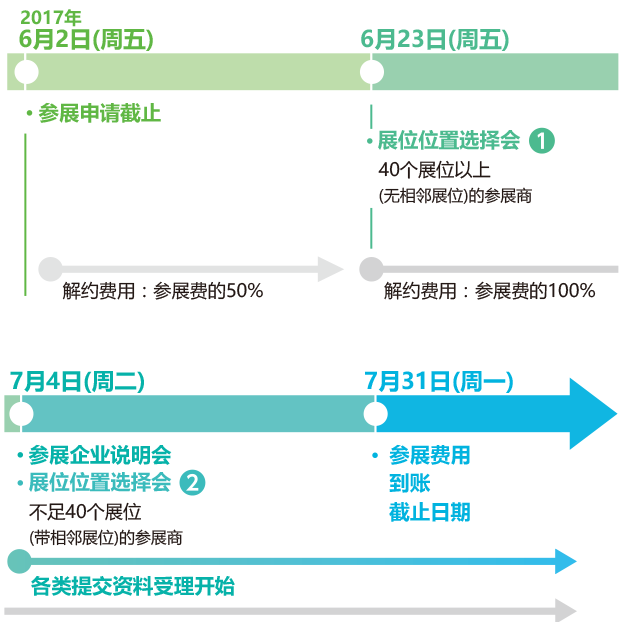 2017年
6月2日(周五)
6月23日(周五)
• 参展申请截止
• 展位位置选择会 1
40个展位以上
(无相邻展位)的参展商
解约费用：参展费的50%
解约费用：参展费的100%
7月4日(周二)
7月31日(周一)
• 参展企业说明会
• 展位位置选择会 2
不足40个展位
(带相邻展位)的参展商
• 参展费用
到账
截止日期
各类提交资料受理开始